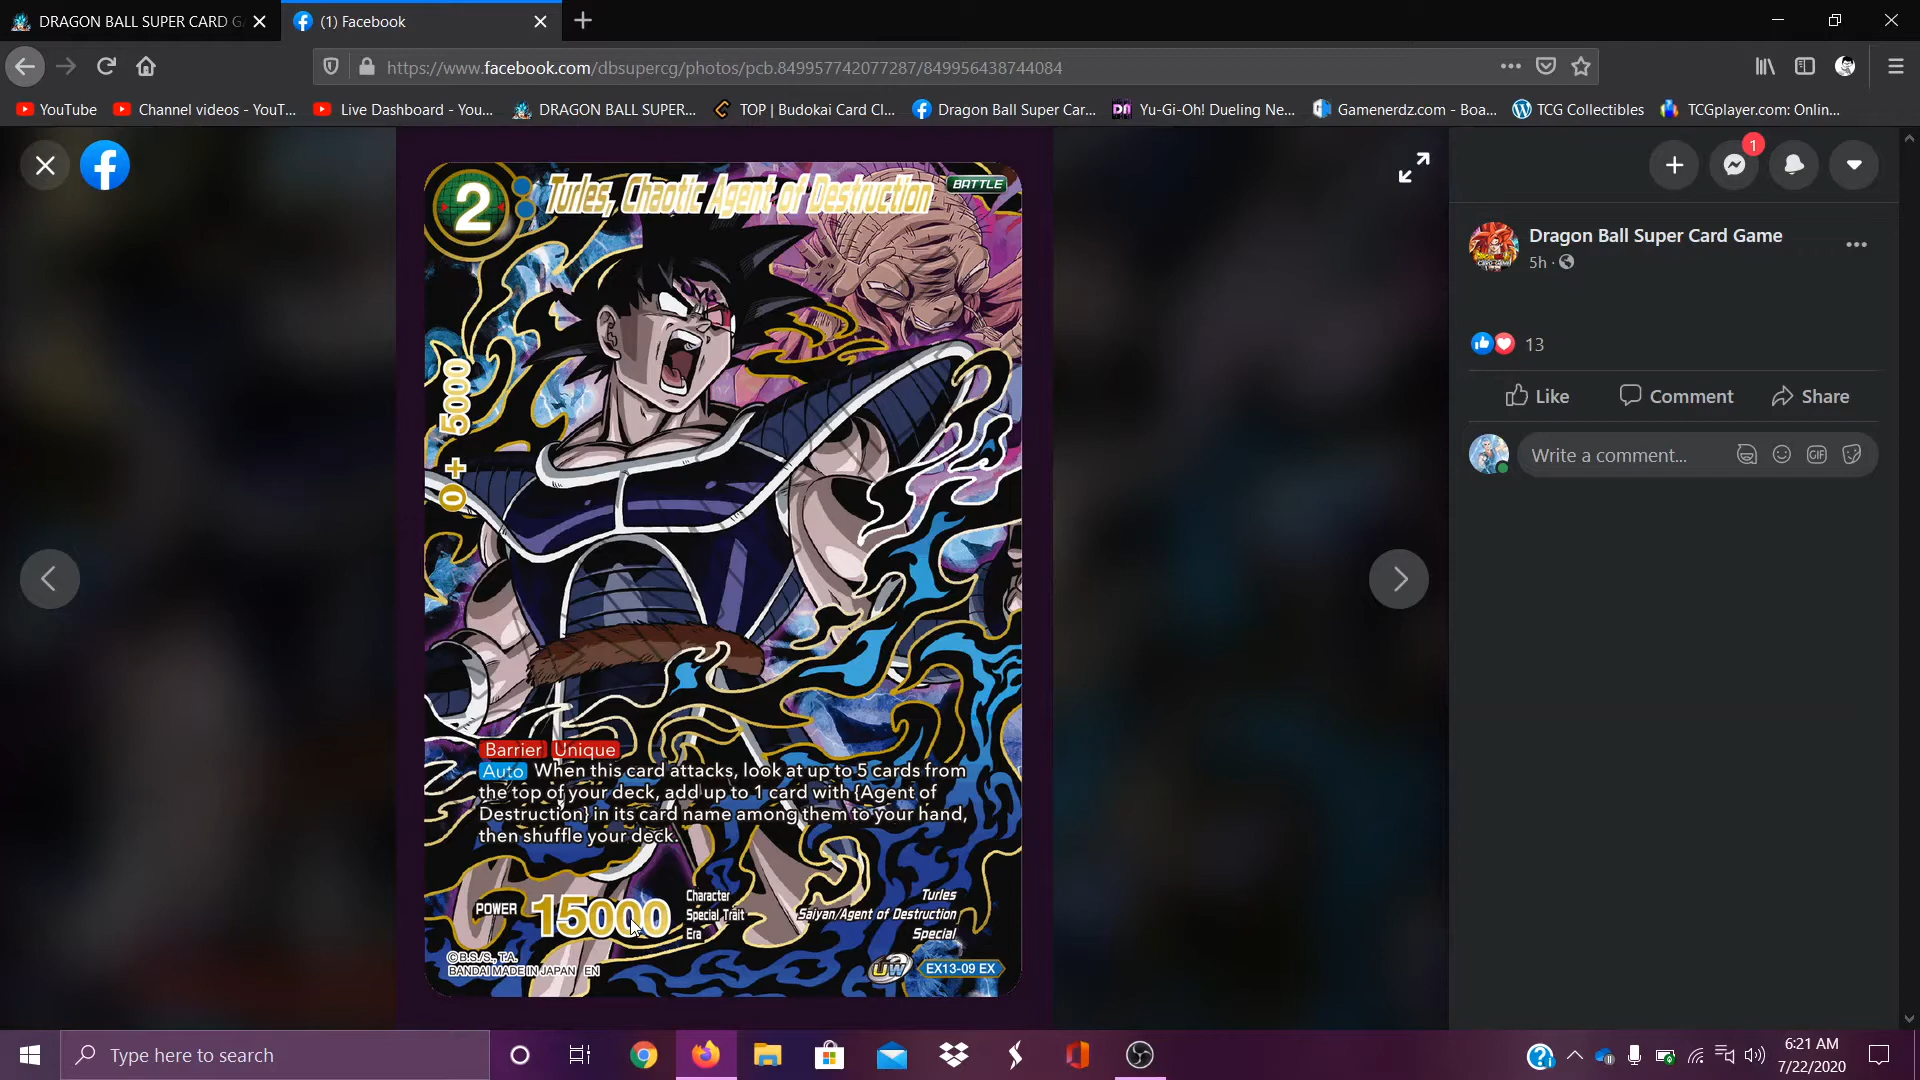 DRAGON BALL SUPER CARD G
(1) Facebook
https://www.facebook.com/dbsupercg/photos/pcb.849957742077287/849956438744084
YouTube
Channel videos - YouT...
Live Dashboard - You...
DRAGON BALL SUPER...
TOP | Budokai Card Cl...
Dragon Ball Super Car...
Yu-Gi-Oh! Dueling Ne...
Gamenerdz.com - Boa...
TCG Collectibles
TCGplayer.com: Onlin...
2
Turles, Chaotic Agent of Destruction
BATTLE
0 + 5000
Barrier Unique
Auto When this card attacks, look at up to 5 cards from
the top of your deck, add up to 1 card with {Agent of
Destruction} in its card name among them to your hand,
then shuffle your deck.
POWER 15000
Character Turles
Special Trait Saiyan/Agent of Destruction
Era Special
©B.S./S., T.A.
BANDAI MADE IN JAPAN EN
UW
EX13-09 EX
1
Dragon Ball Super Card Game
5h ·
13
Like
Comment
Share
Write a comment...
GIF
Type here to search
6:21 AM
7/22/2020